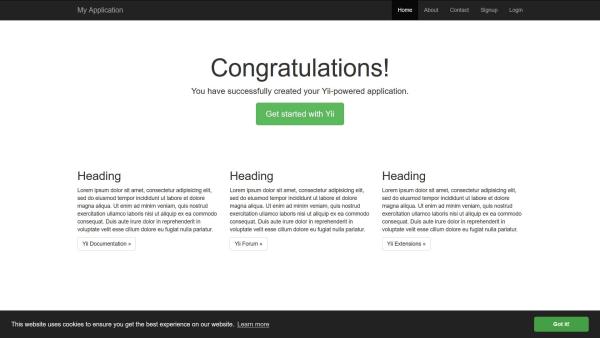 My Application
Home About Contact Signup Login
Congratulations!
You have successfully created your Yii-powered application.
Get started with Yii
Heading
Lorem ipsum dolor sit amet, consectetur adipisicing elit,
sed do eiusmod tempor incididunt ut labore et dolore
magna aliqua. Ut enim ad minim veniam, quis nostrud
exercitation ullamco laboris nisi ut aliquip ex ea commodo
consequat. Duis aute irure dolor in reprehenderit in
voluptate velit esse cillum dolore eu fugiat nulla pariatur.
Yii Documentation »
Heading
Lorem ipsum dolor sit amet, consectetur adipisicing elit,
sed do eiusmod tempor incididunt ut labore et dolore
magna aliqua. Ut enim ad minim veniam, quis nostrud
exercitation ullamco laboris nisi ut aliquip ex ea commodo
consequat. Duis aute irure dolor in reprehenderit in
voluptate velit esse cillum dolore eu fugiat nulla pariatur.
Yii Forum »
Heading
Lorem ipsum dolor sit amet, consectetur adipisicing elit,
sed do eiusmod tempor incididunt ut labore et dolore
magna aliqua. Ut enim ad minim veniam, quis nostrud
exercitation ullamco laboris nisi ut aliquip ex ea commodo
consequat. Duis aute irure dolor in reprehenderit in
voluptate velit esse cillum dolore eu fugiat nulla pariatur.
Yii Extensions »
This website uses cookies to ensure you get the best experience on our website. Learn more
Got it!